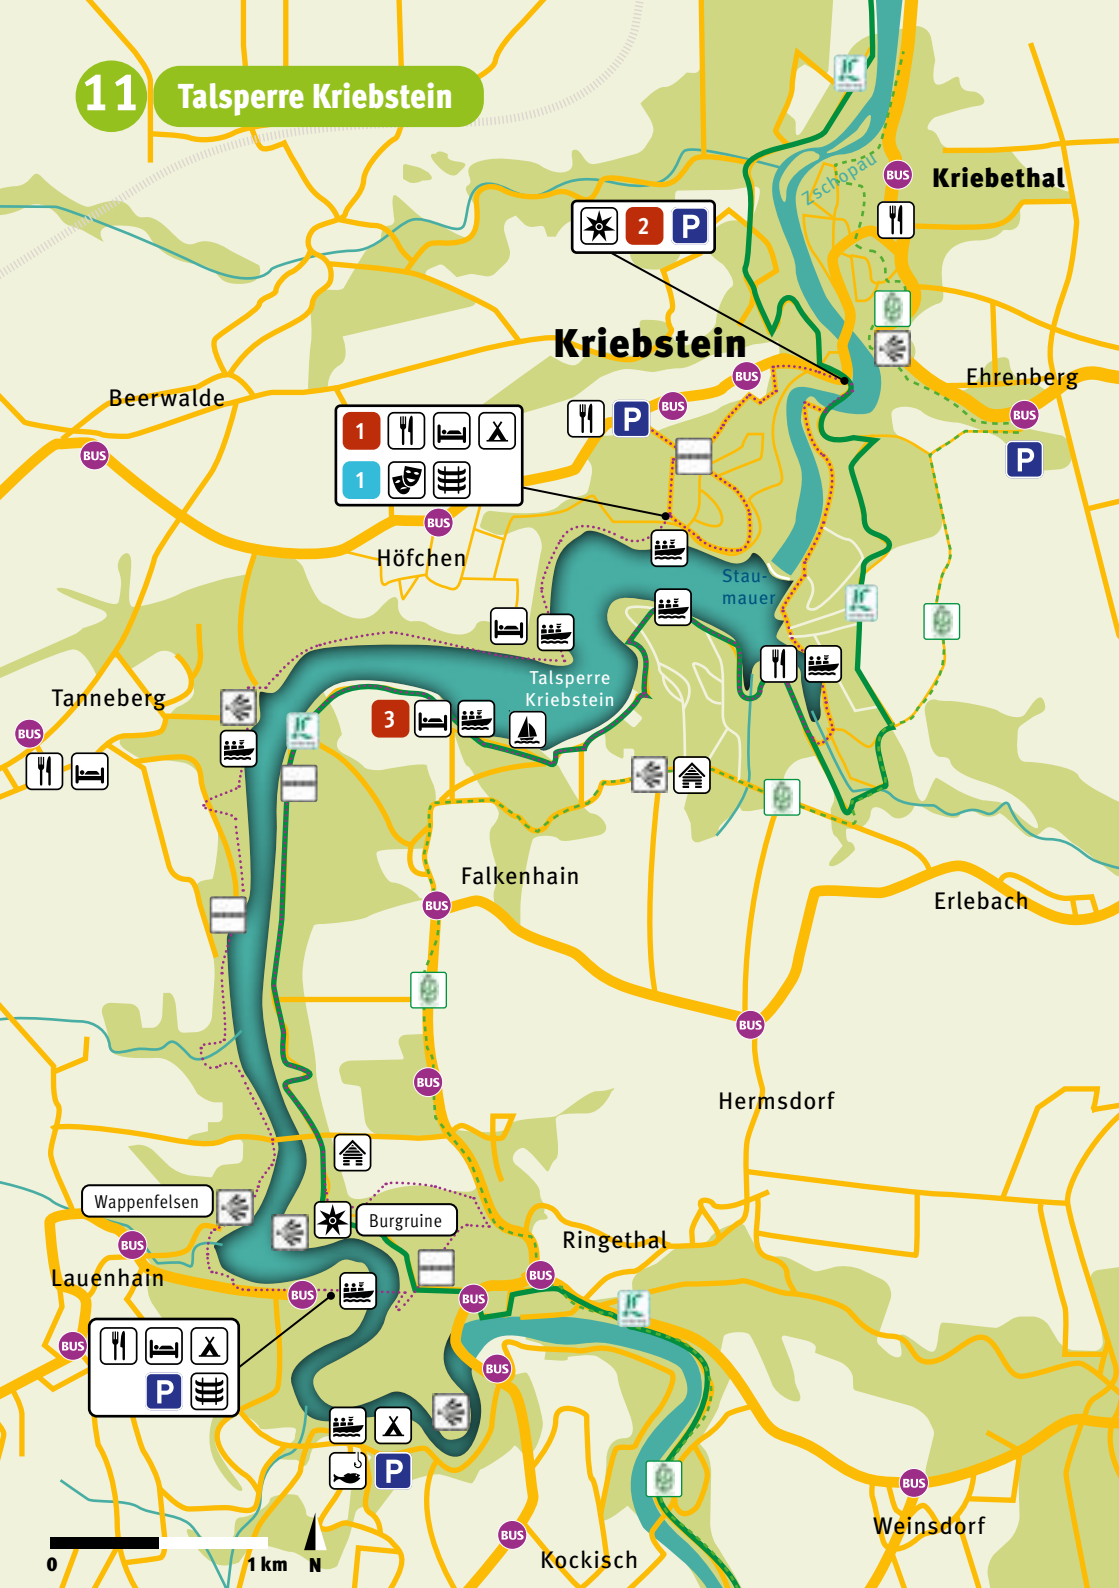 11
Talsperre Kriebstein
Zschopau
BUS
Kriebethal
2
P
Kriebstein
BUS
BUS
P
Ehrenberg
BUS
P
Beerwalde
BUS
1
1
BUS
Höfchen
Stau-
mauer
Talsperre
Kriebstein
Tanneberg
BUS
3
Falkenhain
BUS
Erlebach
BUS
BUS
Hermsdorf
Wappenfelsen
Burgruine
BUS
Lauenhain
Ringethal
BUS
BUS
BUS
BUS
BUS
P
P
BUS
Weinsdorf
BUS
Kockisch
0
1 km
N